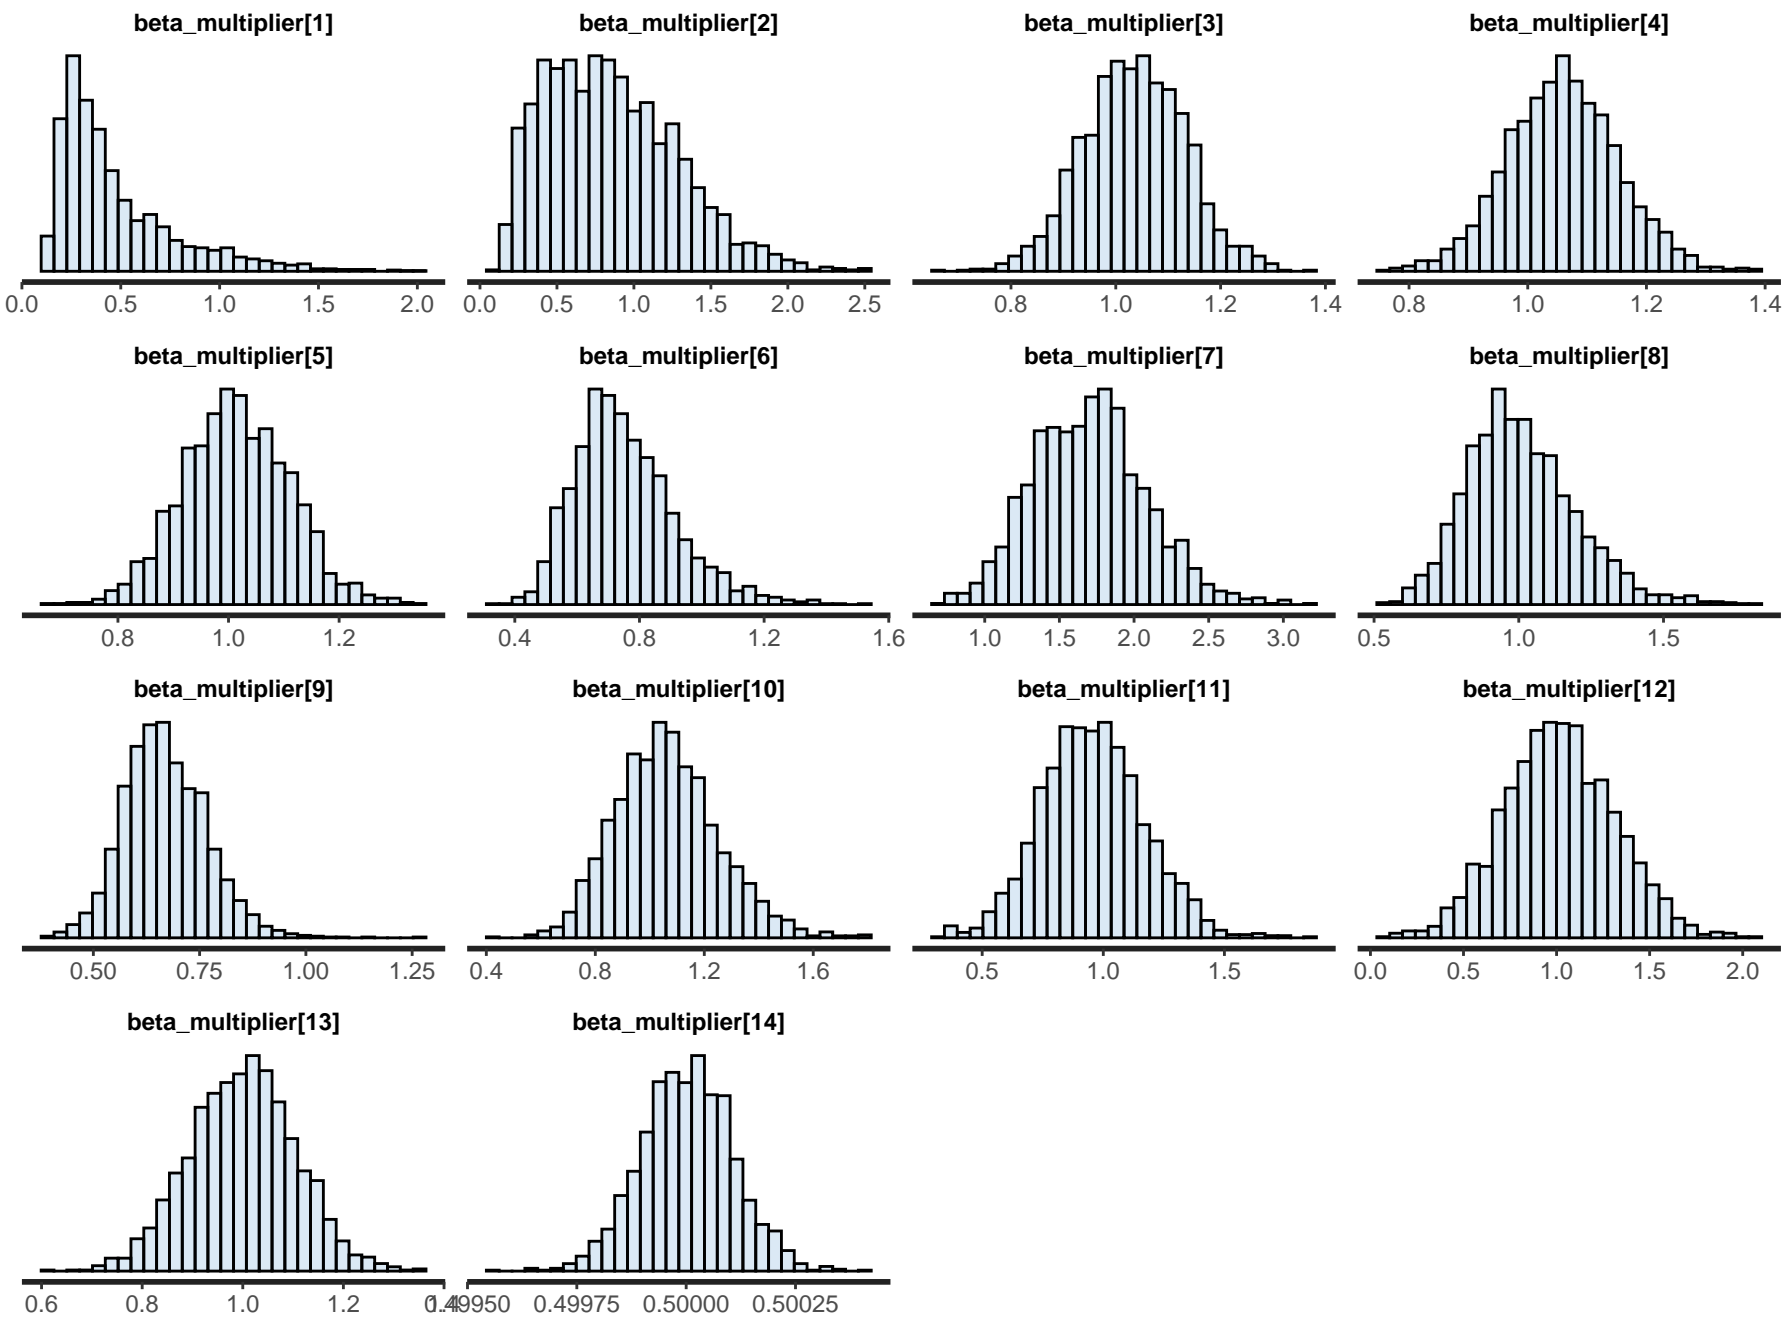 beta_multiplier[1] beta_multiplier[2] beta_multiplier[3] beta_multiplier[4]
0.0 0.5 1.0 1.5 2.0 0.0 0.5 1.0 1.5 2.0 2.5 0.8 1.0 1.2 1.4 0.8 1.0 1.2 1.4
beta_multiplier[5] beta_multiplier[6] beta_multiplier[7] beta_multiplier[8]
0.8 1.0 1.2 0.4 0.8 1.2 1.6 1.0 1.5 2.0 2.5 3.0 0.5 1.0 1.5
beta_multiplier[9] beta_multiplier[10] beta_multiplier[11] beta_multiplier[12]
0.50 0.75 1.00 1.25 0.4 0.8 1.2 1.6 0.5 1.0 1.5 0.0 0.5 1.0 1.5 2.0
beta_multiplier[13] beta_multiplier[14]
0.6 0.8 1.0 1.2 1.4 0.49950 0.49975 0.50000 0.50025